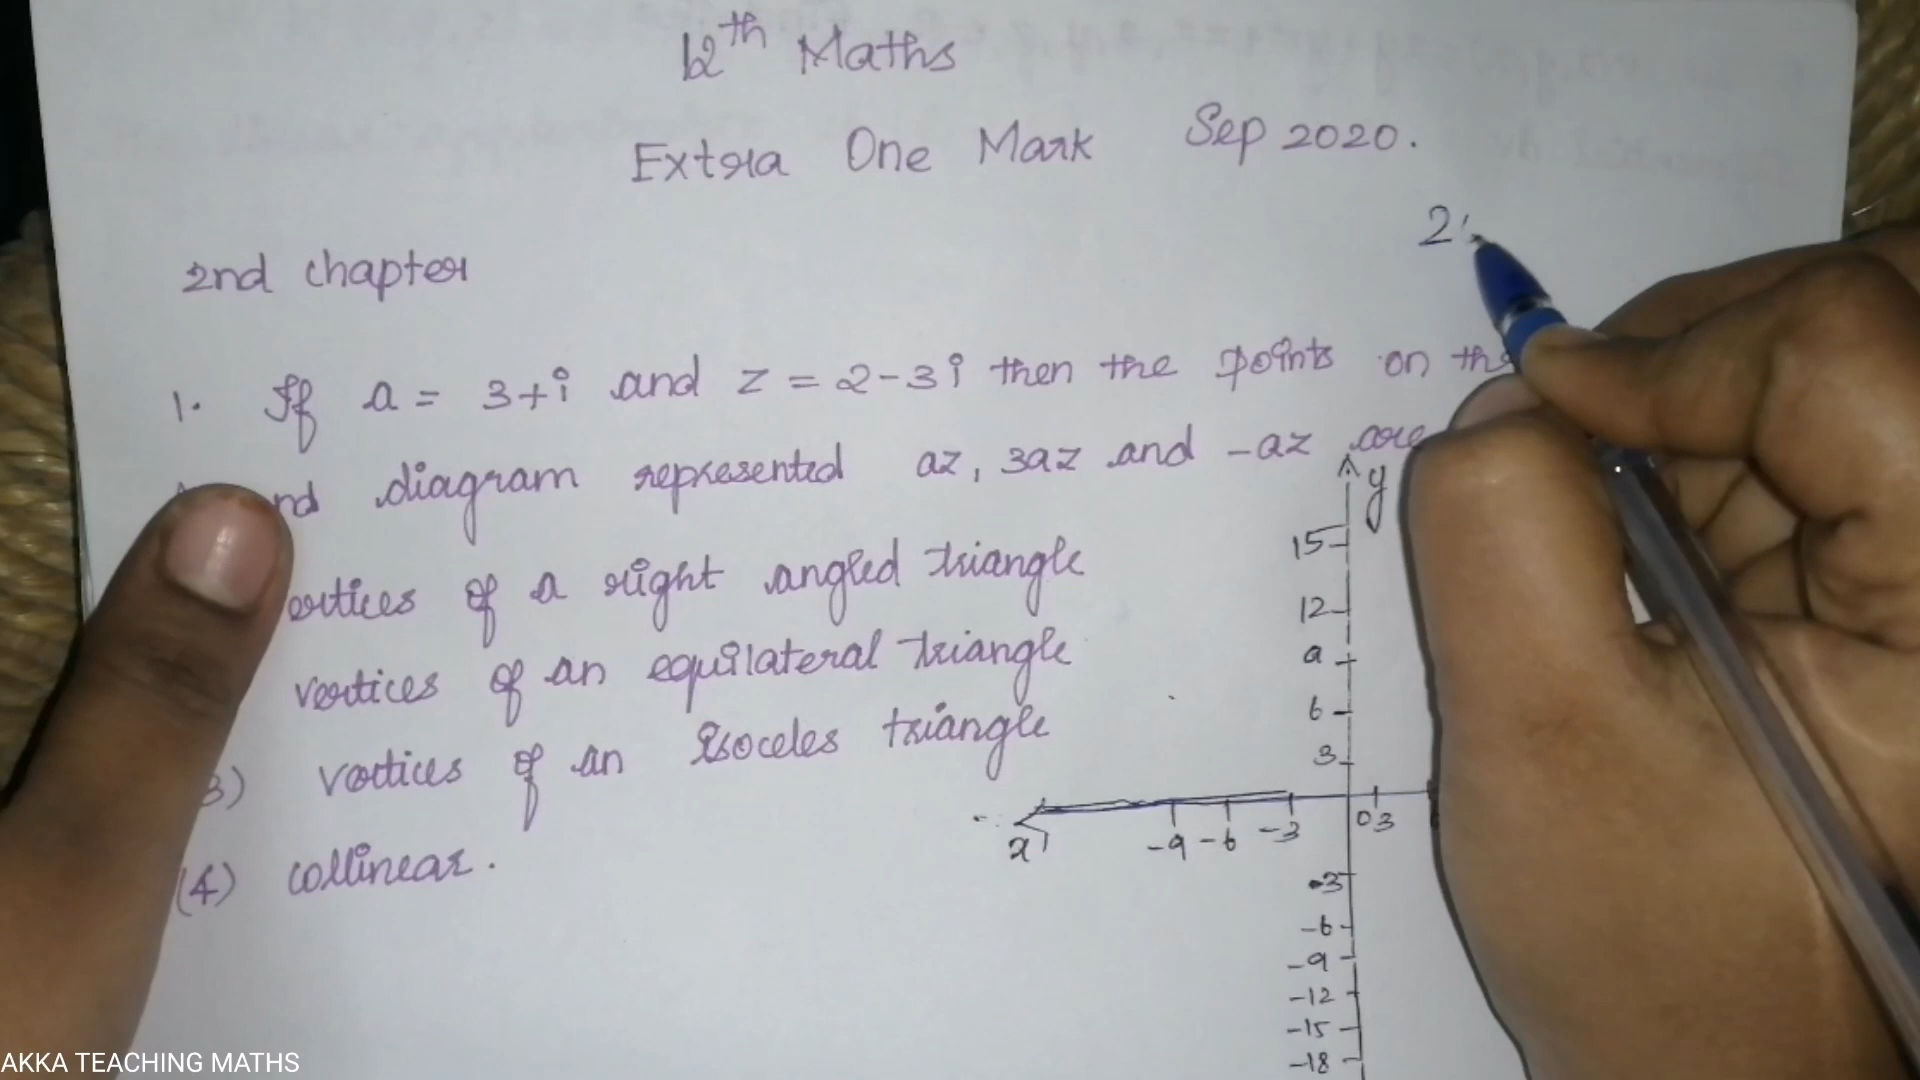 12th Maths
Extra One Mark Sep 2020.
2
2nd chapter
1. If a = 3+i and z = 2-3i then the points on
diagram represented az, 3az and -az are
of a right angled triangle
vertices of an equilateral triangle
3) vertices of an isoceles triangle
(4) collinear.
y
15
12
9
6
3
x' -9 -6 -3 0 3
-3
-6
-9
-12
-15
-18
AKKA TEACHING MATHS